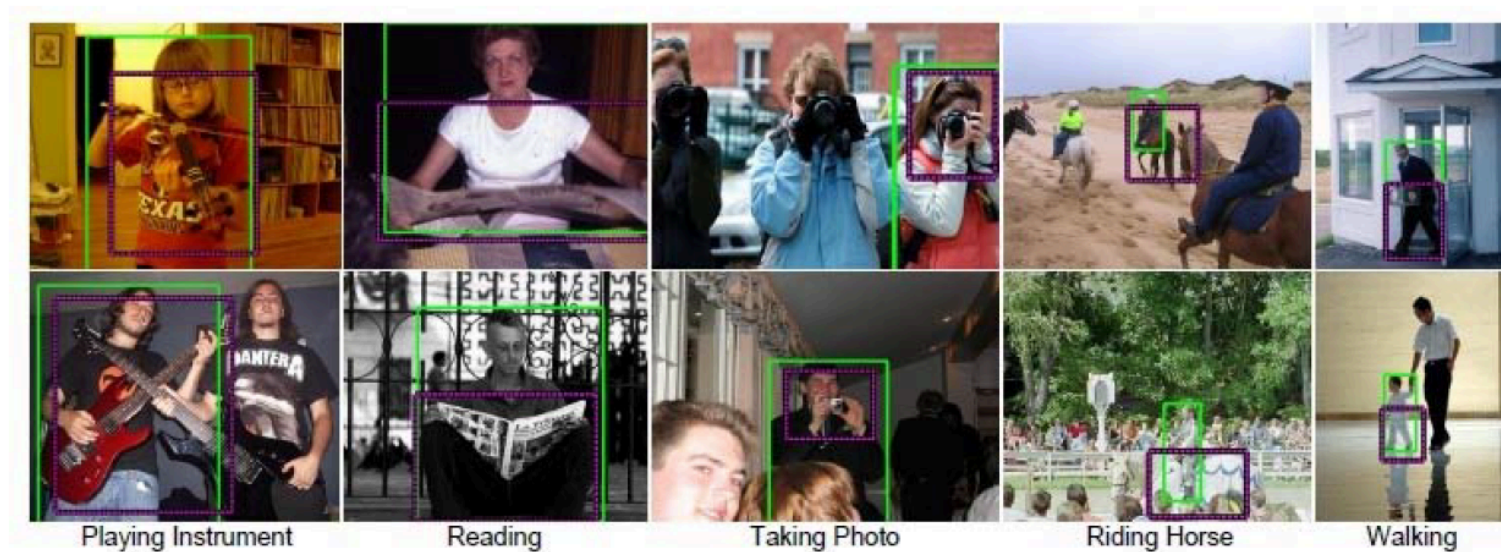 TEXAS
PANTERA
Playing Instrument
Reading
Taking Photo
Riding Horse
Walking